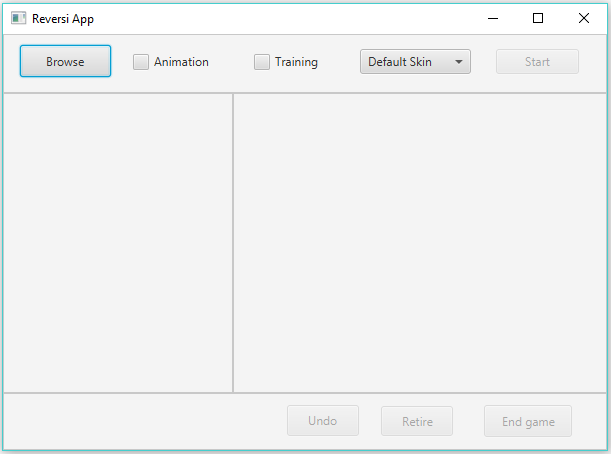 Reversi App
Browse Animation Training Default Skin Start
Undo Retire End game